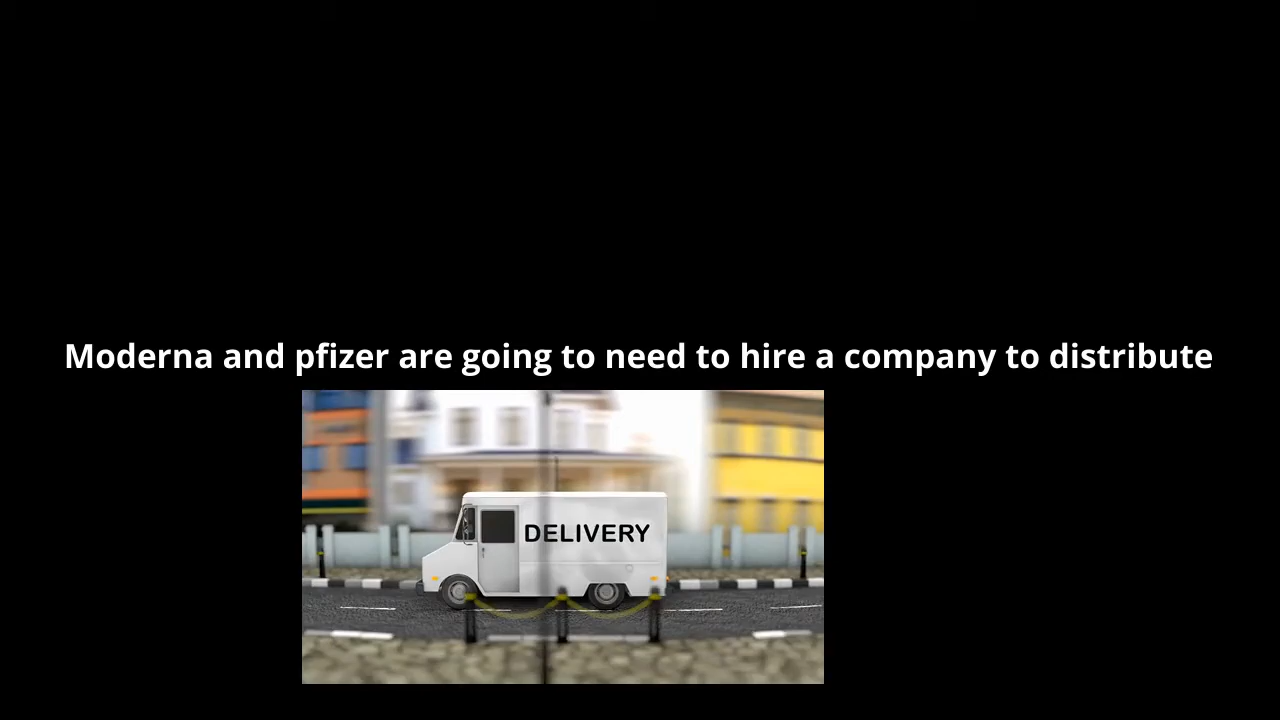 Moderna and pfizer are going to need to hire a company to distribute
DELIVERY